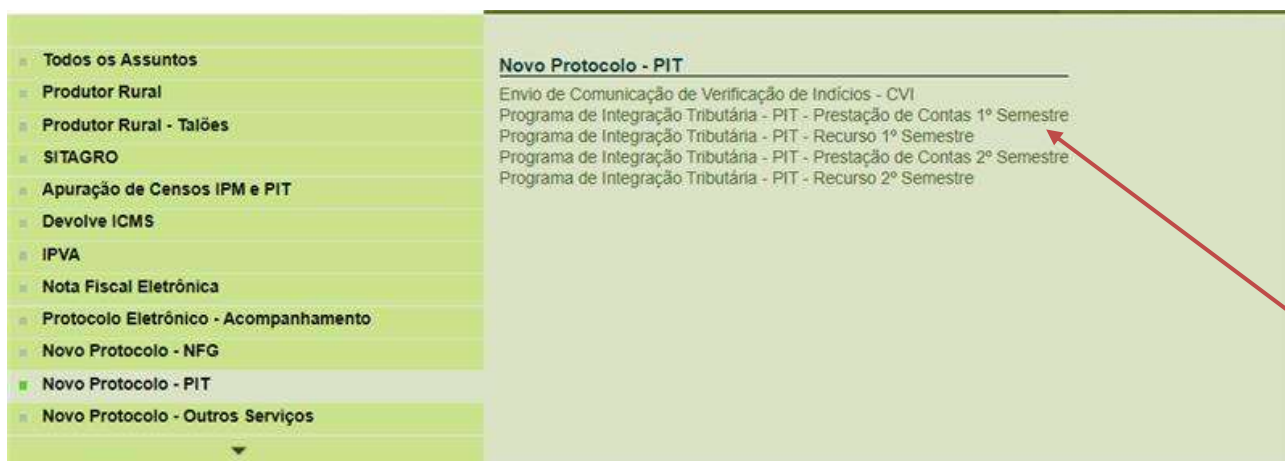 Todos os Assuntos
Produtor Rural
Produtor Rural - Talões
SITAGRO
Apuração de Censos IPM e PIT
Devolve ICMS
IPVA
Nota Fiscal Eletrônica
Protocolo Eletrônico - Acompanhamento
Novo Protocolo - NFG
Novo Protocolo - PIT
Novo Protocolo - Outros Serviços
Novo Protocolo - PIT
Envio de Comunicação de Verificação de Indícios - CVI
Programa de Integração Tributária - PIT - Prestação de Contas 1º Semestre
Programa de Integração Tributária - PIT - Recurso 1º Semestre
Programa de Integração Tributária - PIT - Prestação de Contas 2º Semestre
Programa de Integração Tributária - PIT - Recurso 2º Semestre